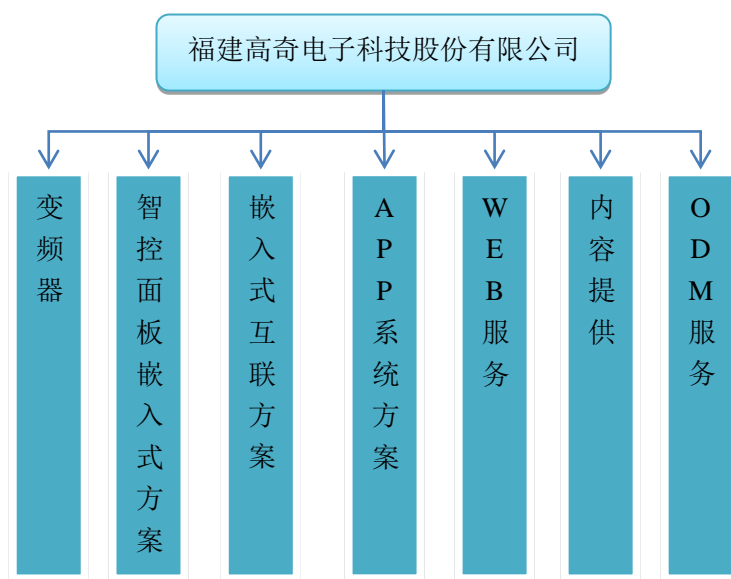 福建高奇电子科技股份有限公司
变频器
智控面板嵌入式方案
嵌入式互联方案
APP系统方案
WEB服务
内容提供
ODM服务